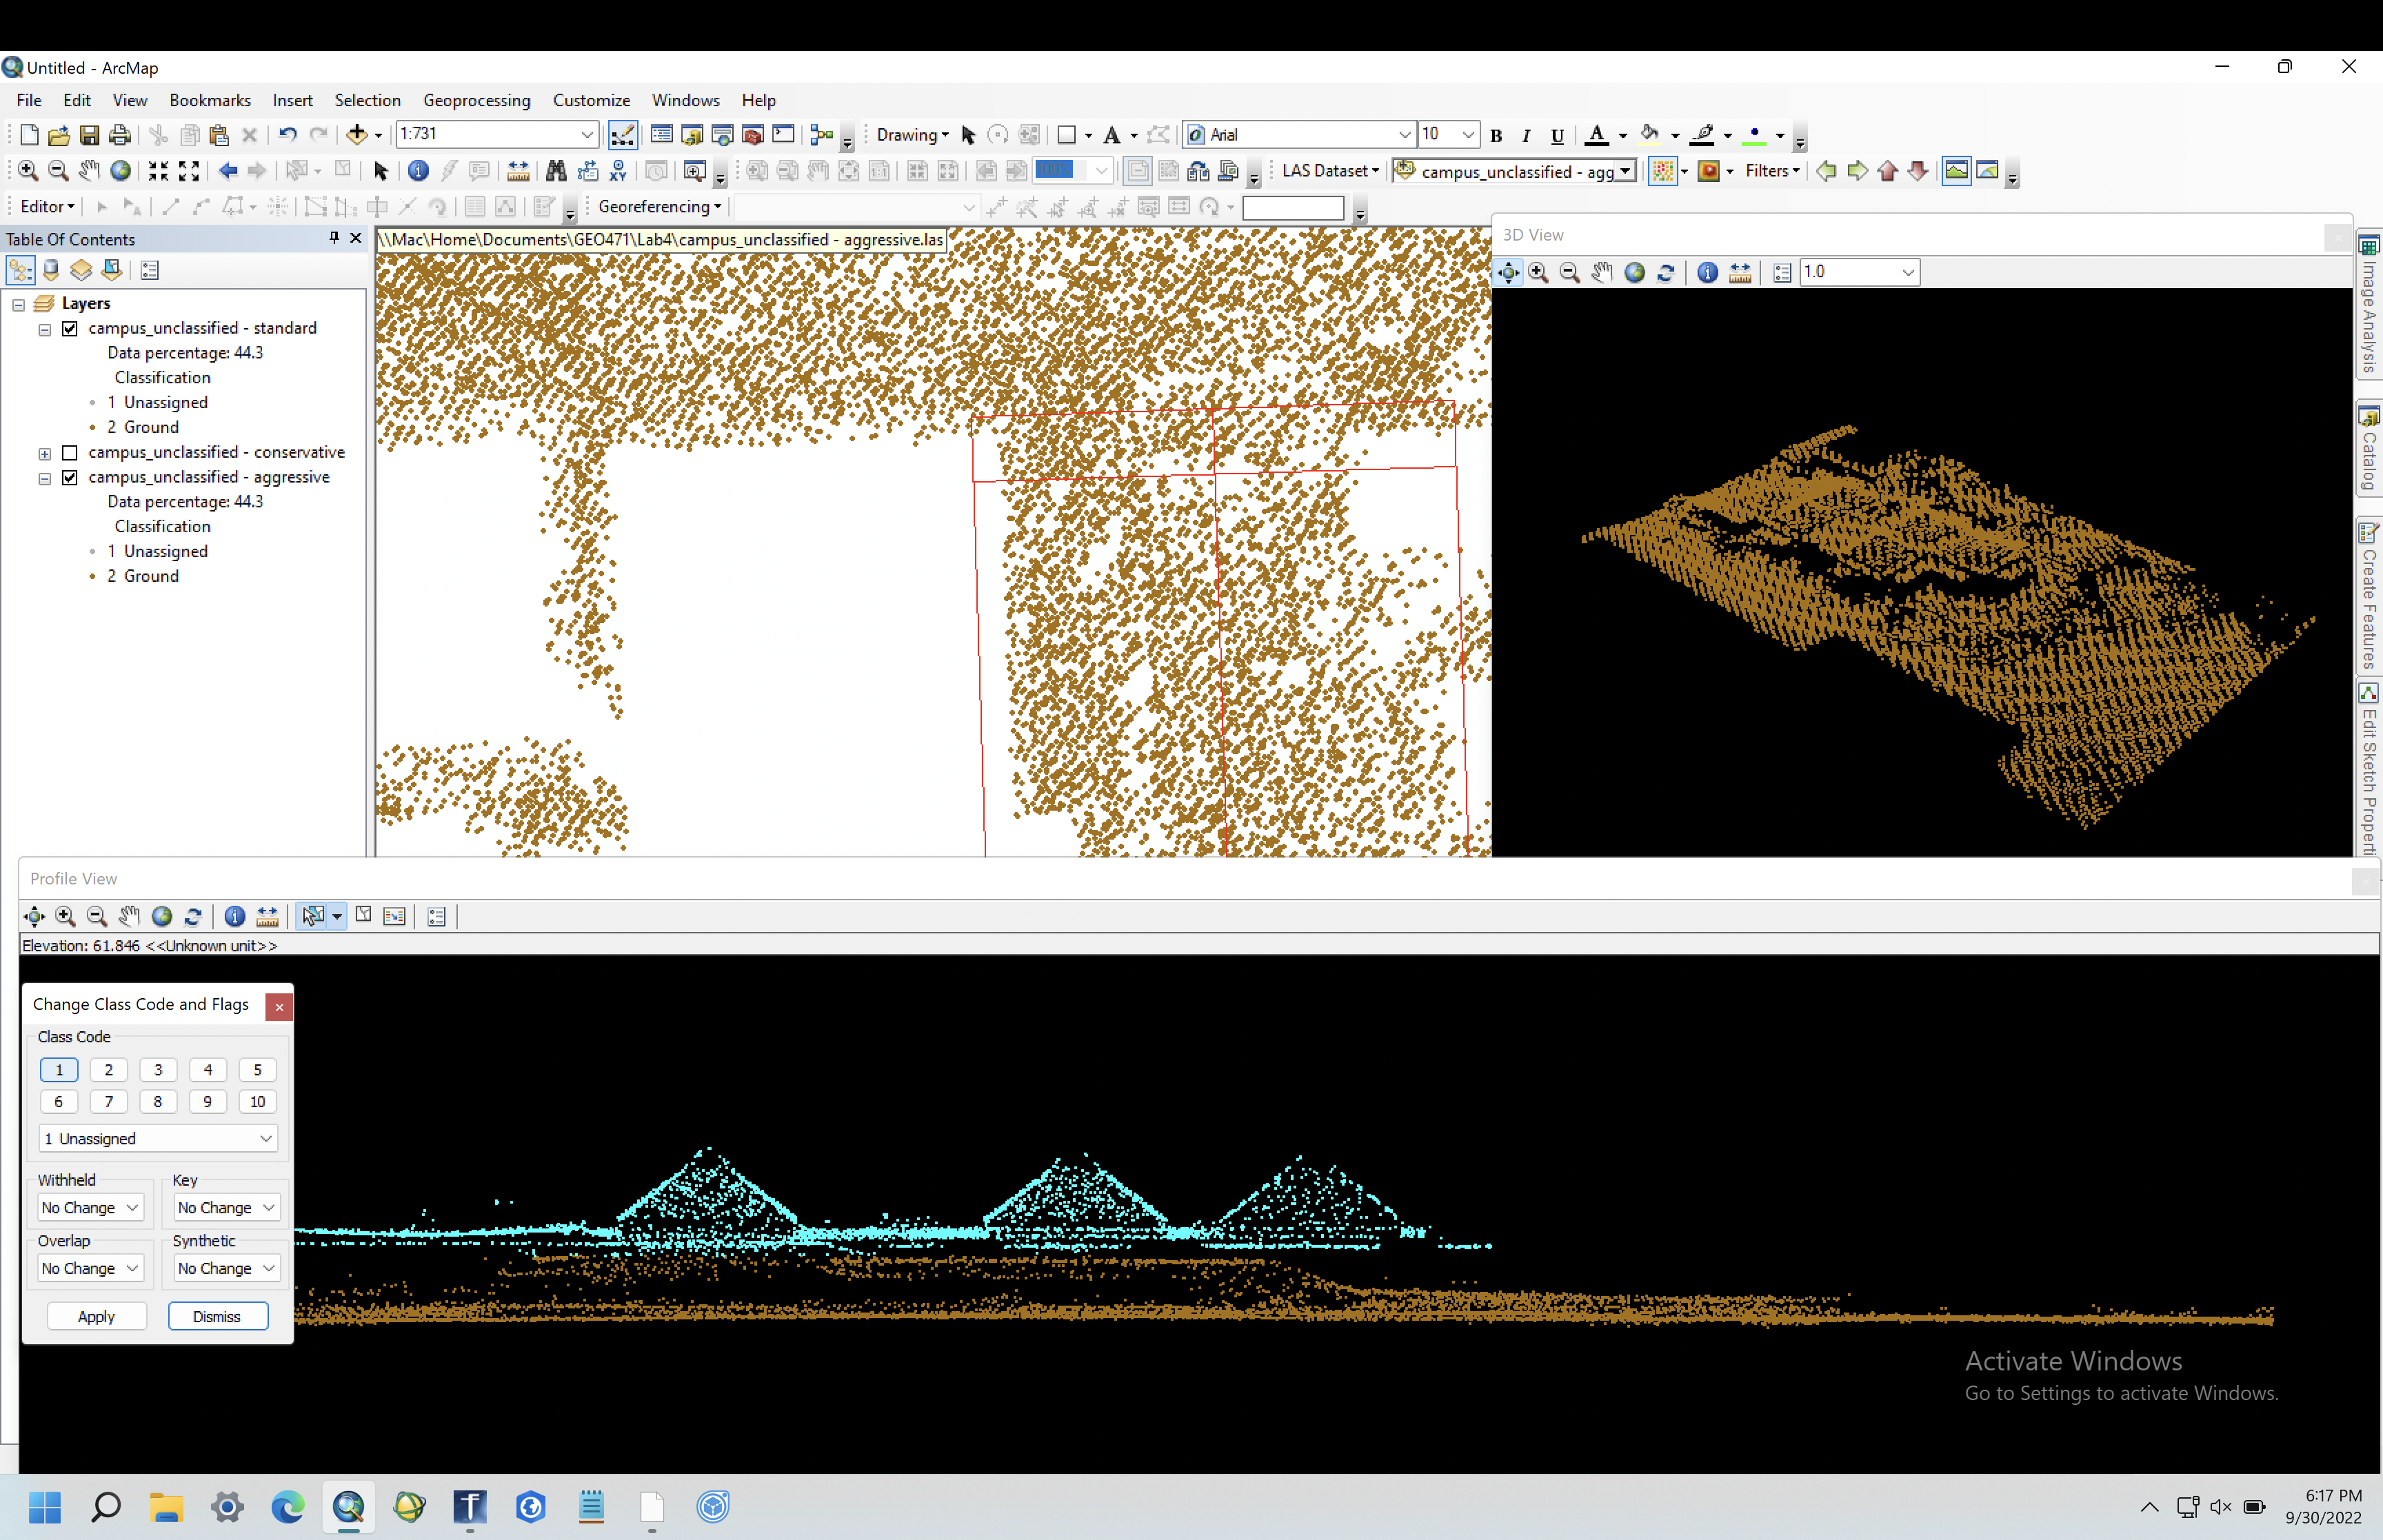 Untitled - ArcMap
File Edit View Bookmarks Insert Selection Geoprocessing Customize Windows Help
1:731 Drawing A Arial 10 B I U A
XY 1:1 100% LAS Dataset campus_unclassified - agg Filters
Editor Georeferencing
Table Of Contents
\\Mac\Home\Documents\GEO471\Lab4\campus_unclassified - aggressive.las
3D View
1.0
Layers
campus_unclassified - standard
Data percentage: 44.3
Classification
1 Unassigned
2 Ground
campus_unclassified - conservative
campus_unclassified - aggressive
Data percentage: 44.3
Classification
1 Unassigned
2 Ground
Image Analysis
Catalog
Create Features
Edit Sketch Properti
Profile View
Elevation: 61.846 <<Unknown unit>>
Change Class Code and Flags
Class Code
1 2 3 4 5
6 7 8 9 10
1 Unassigned
Withheld Key
No Change No Change
Overlap Synthetic
No Change No Change
Apply Dismiss
Activate Windows
Go to Settings to activate Windows.
6:17 PM
9/30/2022